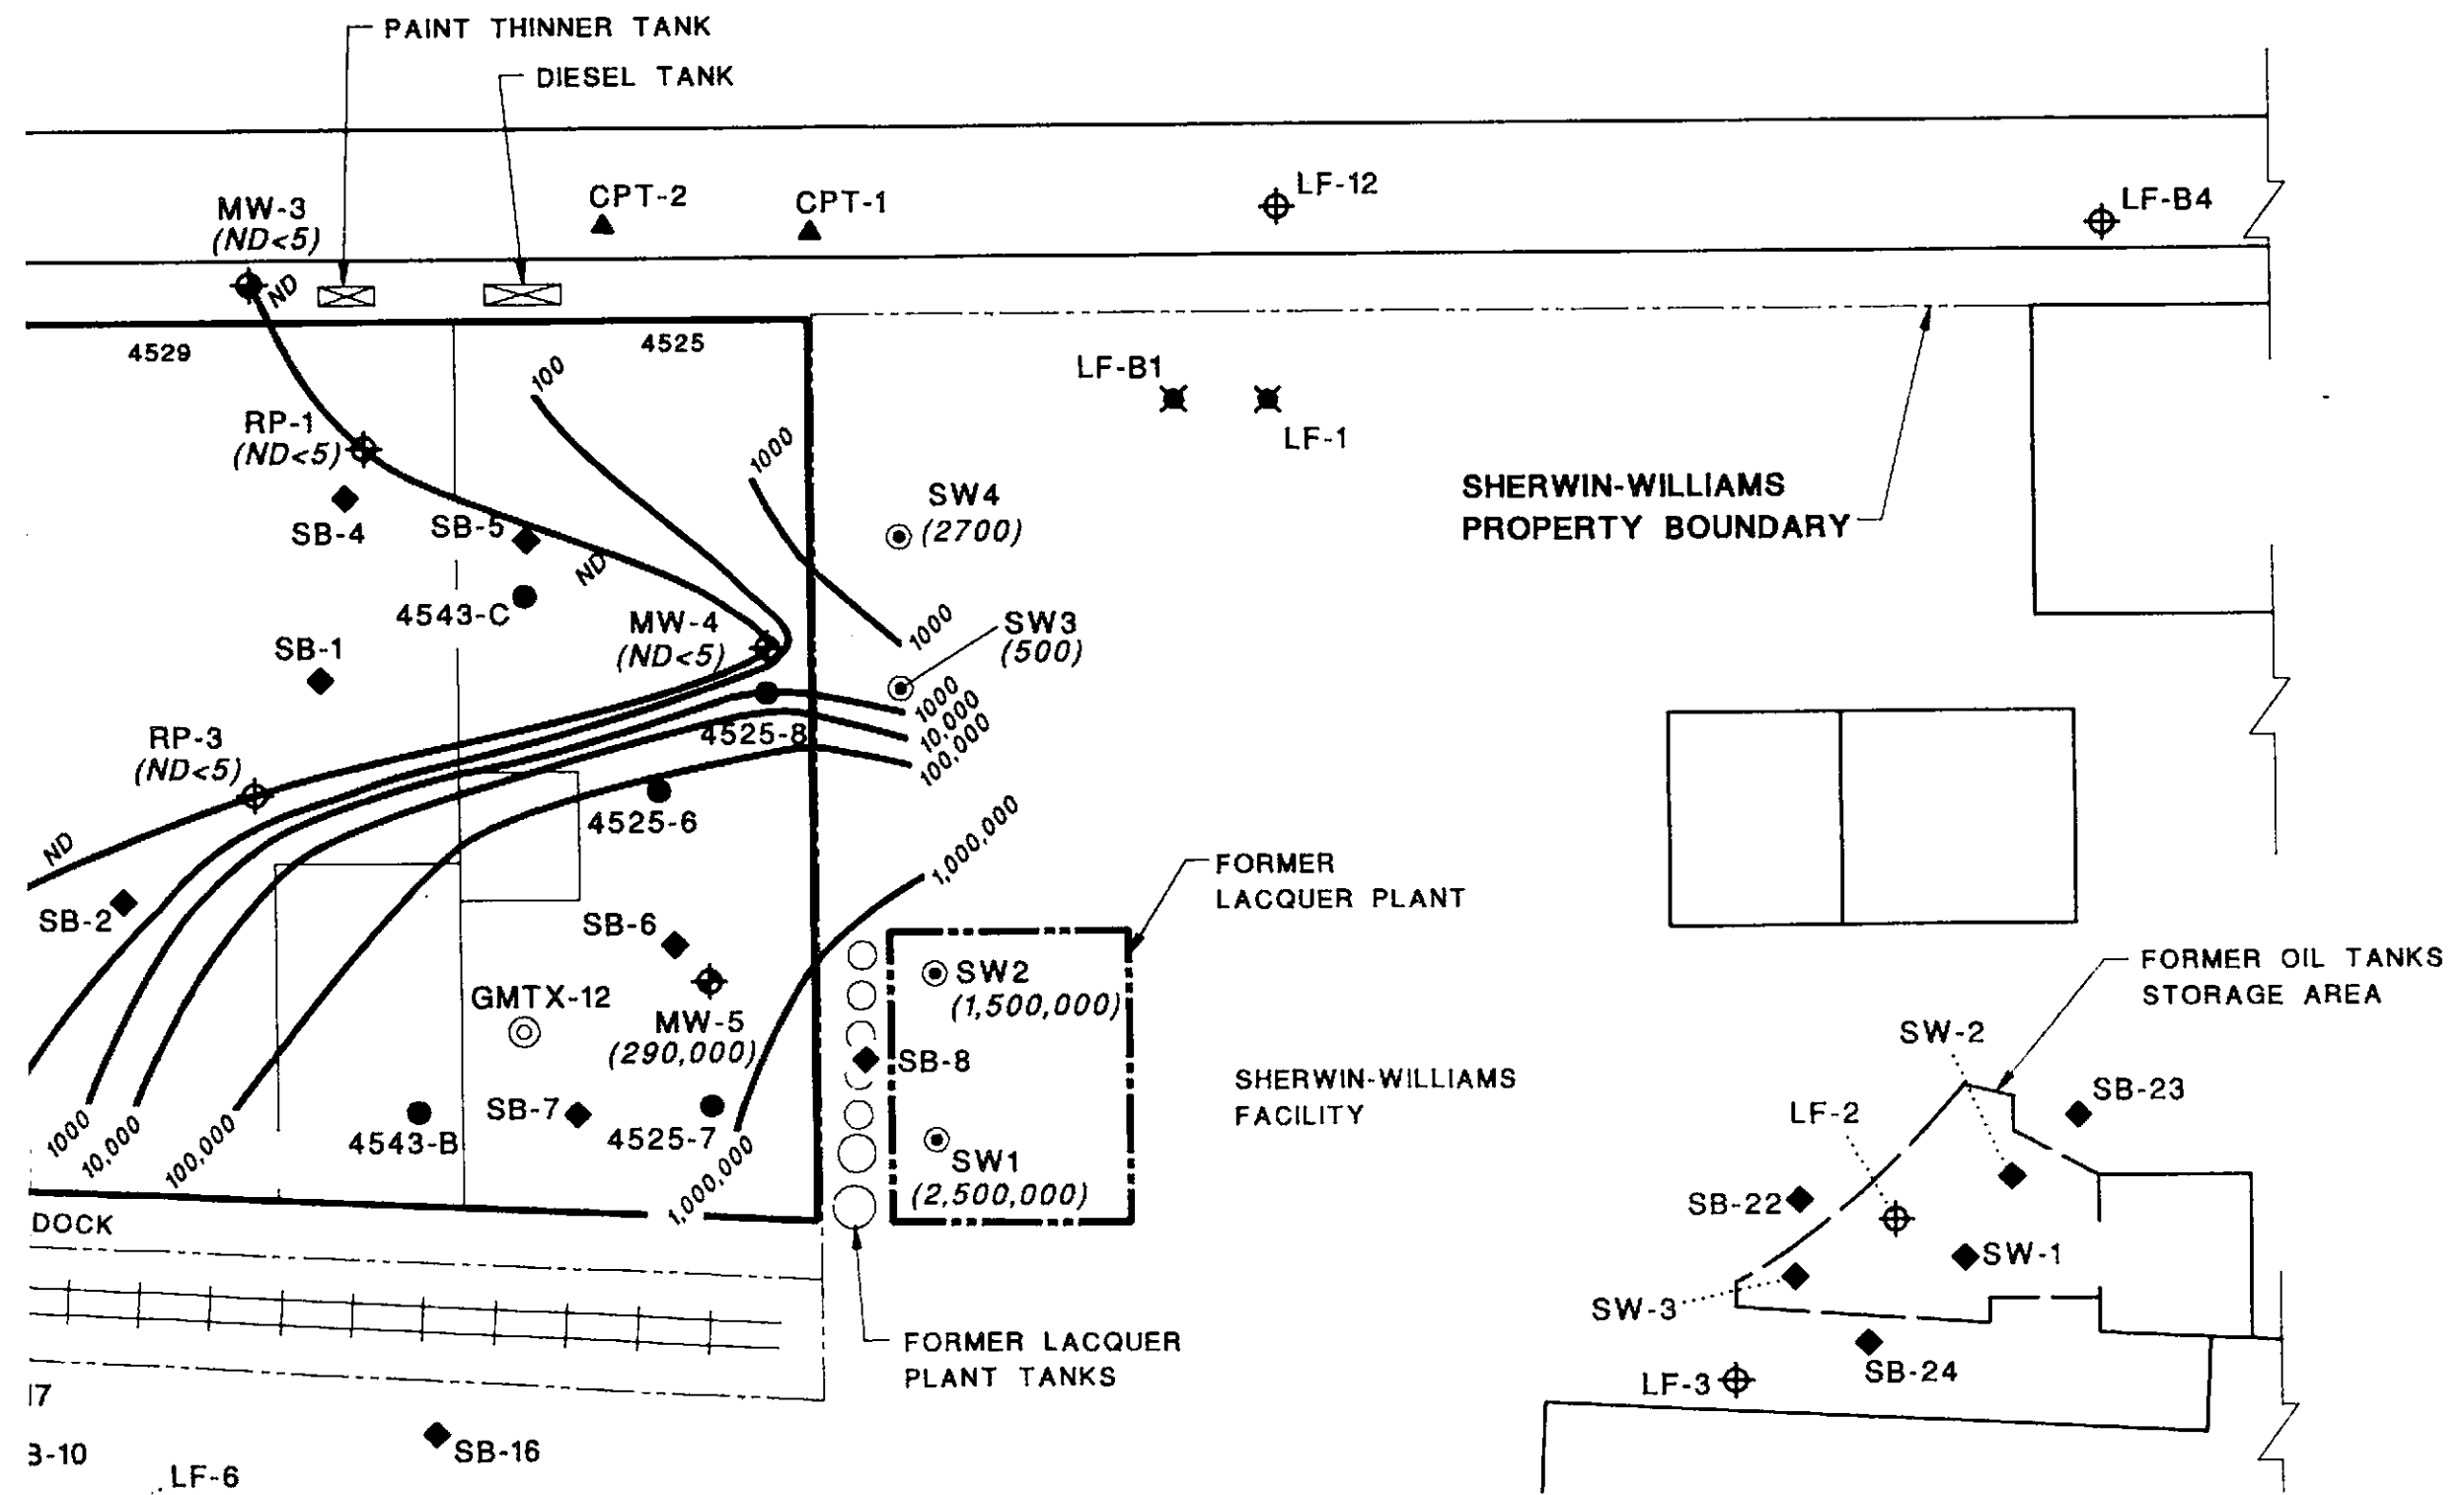 PAINT THINNER TANK
DIESEL TANK
MW-3
(ND<5)
CPT-2
CPT-1
LF-12
LF-B4
ND
4529
4525
100
LF-B1
LF-1
RP-1
(ND<5)
1000
SB-4
SB-5
SW4
(2700)
SHERWIN-WILLIAMS
PROPERTY BOUNDARY
ND
4543-C
MW-4
(ND<5)
1000
SW3
(500)
SB-1
1000
10,000
100,000
RP-3
(ND<5)
4525-8
4525-6
ND
1,000,000
FORMER
LACQUER PLANT
SB-2
SB-6
SW2
(1,500,000)
FORMER OIL TANKS
STORAGE AREA
GMTX-12
MW-5
(290,000)
SB-8
SW-2
SHERWIN-WILLIAMS
FACILITY
SB-23
LF-2
1000
10,000
100,000
4543-B
SB-7
4525-7
1,000,000
SW1
(2,500,000)
SB-22
DOCK
SW-1
SW-3
FORMER LACQUER
PLANT TANKS
SB-24
LF-3
17
-10
SB-16
LF-6